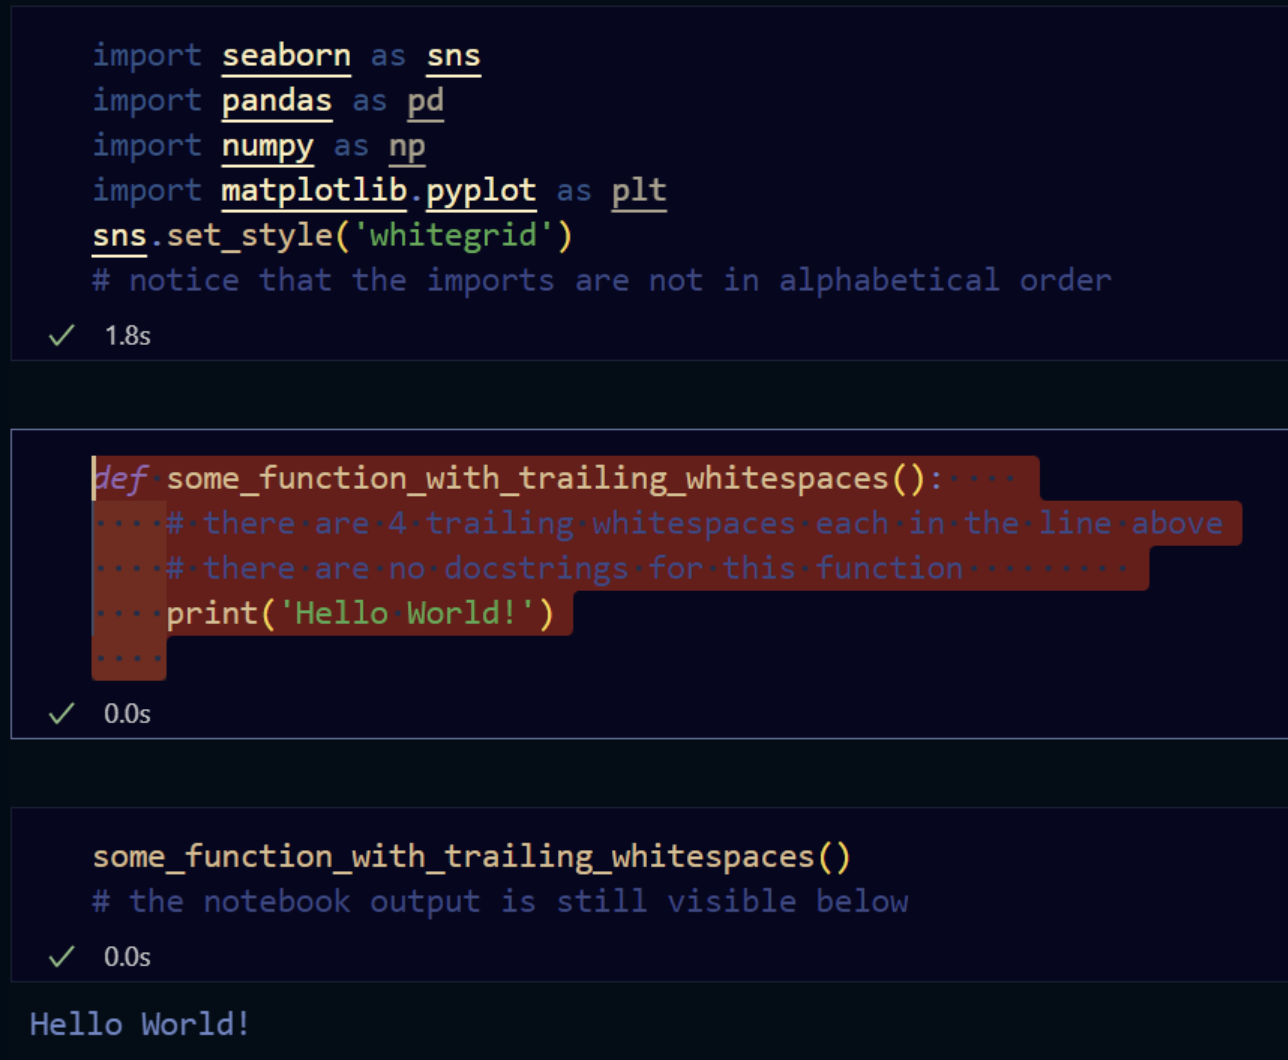 import seaborn as sns
import pandas as pd
import numpy as np
import matplotlib.pyplot as plt
sns.set_style('whitegrid')
# notice that the imports are not in alphabetical order
1.8s
def some_function_with_trailing_whitespaces():
    # there are 4 trailing whitespaces each in the line above
    # there are no docstrings for this function
    print('Hello World!')
0.0s
some_function_with_trailing_whitespaces()
# the notebook output is still visible below
0.0s
Hello World!